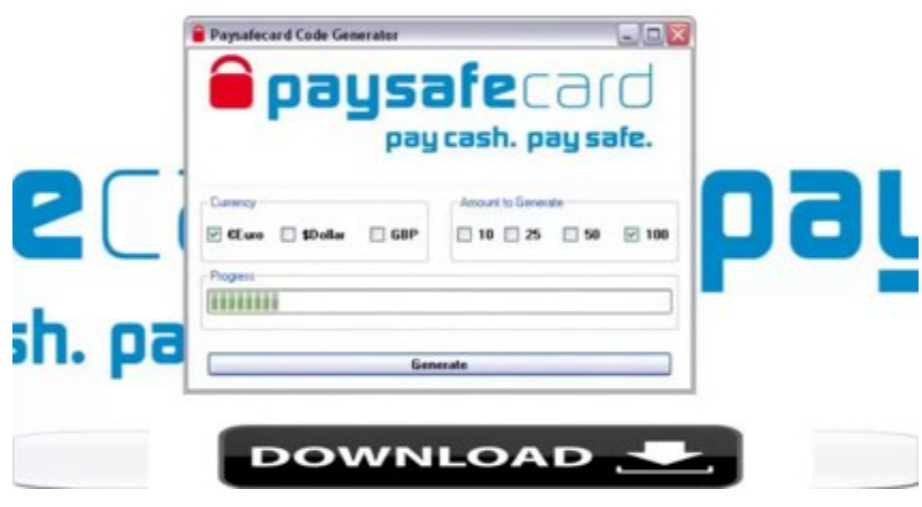 Paysafecard Code Generator
paysafecard
pay cash. pay safe.
ec
pay
Currency
Amount to Generate
€Euro $Dollar GBP
10 25 50 100
Progress
sh. pa
Generate
DOWNLOAD